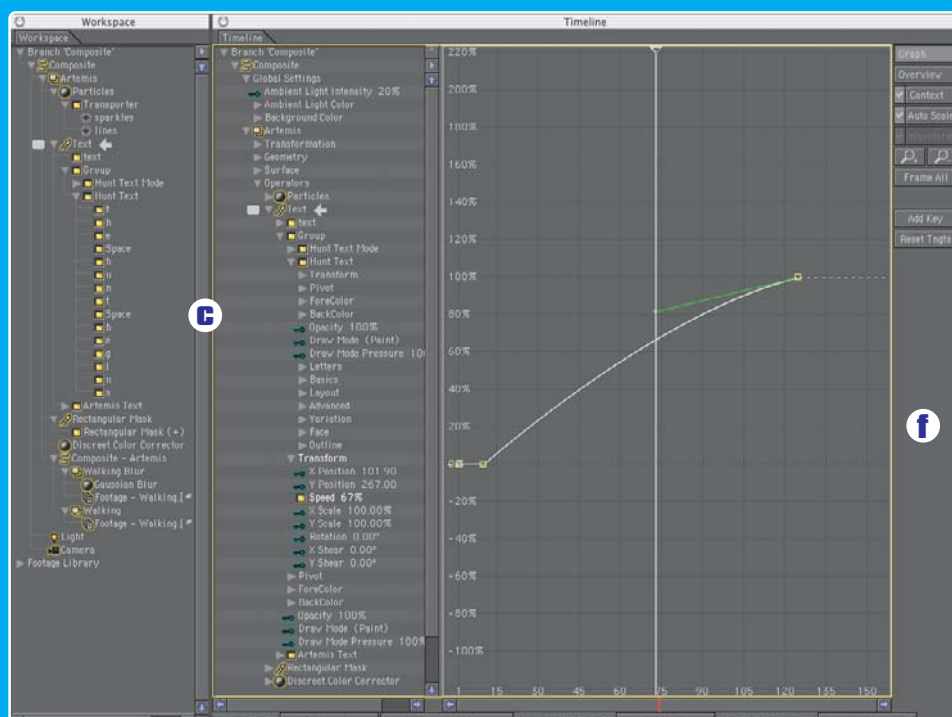 Workspace
Workspace
Branch 'Composite'
Composite
Artemis
Particles
Transporter
sparkles
lines
Text
text
Group
Hunt Text Mode
Hunt Text
t
h
e
Space
h
u
n
t
Space
b
e
g
i
n
s
Artemis Text
Rectangular Mask
Rectangular Mask (+)
Discreet Color Corrector
Composite - Artemis
Walking Blur
Gaussian Blur
Footage - Walking.[
Walking
Footage - Walking.[
Light
Camera
Footage Library
C
Timeline
Timeline
Branch 'Composite'
Composite
Global Settings
Ambient Light Intensity 20%
Ambient Light Color
Background Color
Artemis
Transformation
Geometry
Surface
Operators
Particles
Text
text
Group
Hunt Text Mode
Hunt Text
Transform
Pivot
ForeColor
BackColor
Opacity 100%
Draw Mode (Paint)
Draw Mode Pressure 10
Letters
Basics
Layout
Advanced
Variation
Face
Outline
Transform
X Position 101.90
Y Position 267.00
Speed 67%
X Scale 100.00%
Y Scale 100.00%
Rotation 0.00°
X Shear 0.00°
Y Shear 0.00°
Pivot
ForeColor
BackColor
Opacity 100%
Draw Mode (Paint)
Draw Mode Pressure 100%
Artemis Text
Rectangular Mask
Discreet Color Corrector
220%
200%
180%
160%
140%
120%
100%
80%
60%
40%
20%
0%
-20%
-40%
-60%
-80%
-100%
1 15 30 45 60 75 90 105 120 135 150
Graph
Overview
Context
Auto Scale
Frame All
Add Key
Reset Tngts
f